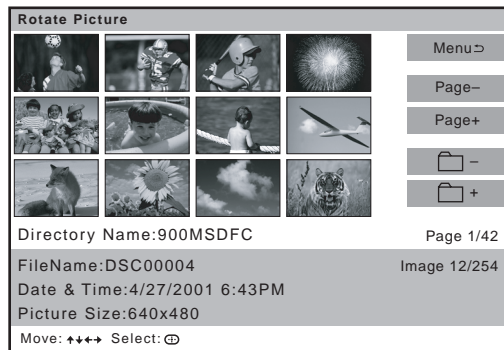 Rotate Picture
Menu
Page–
Page+
–
+
Directory Name:900MSDFC
Page 1/42
FileName:DSC00004
Image 12/254
Date & Time:4/27/2001 6:43PM
Picture Size:640x480
Move: ↑↓←→ Select: